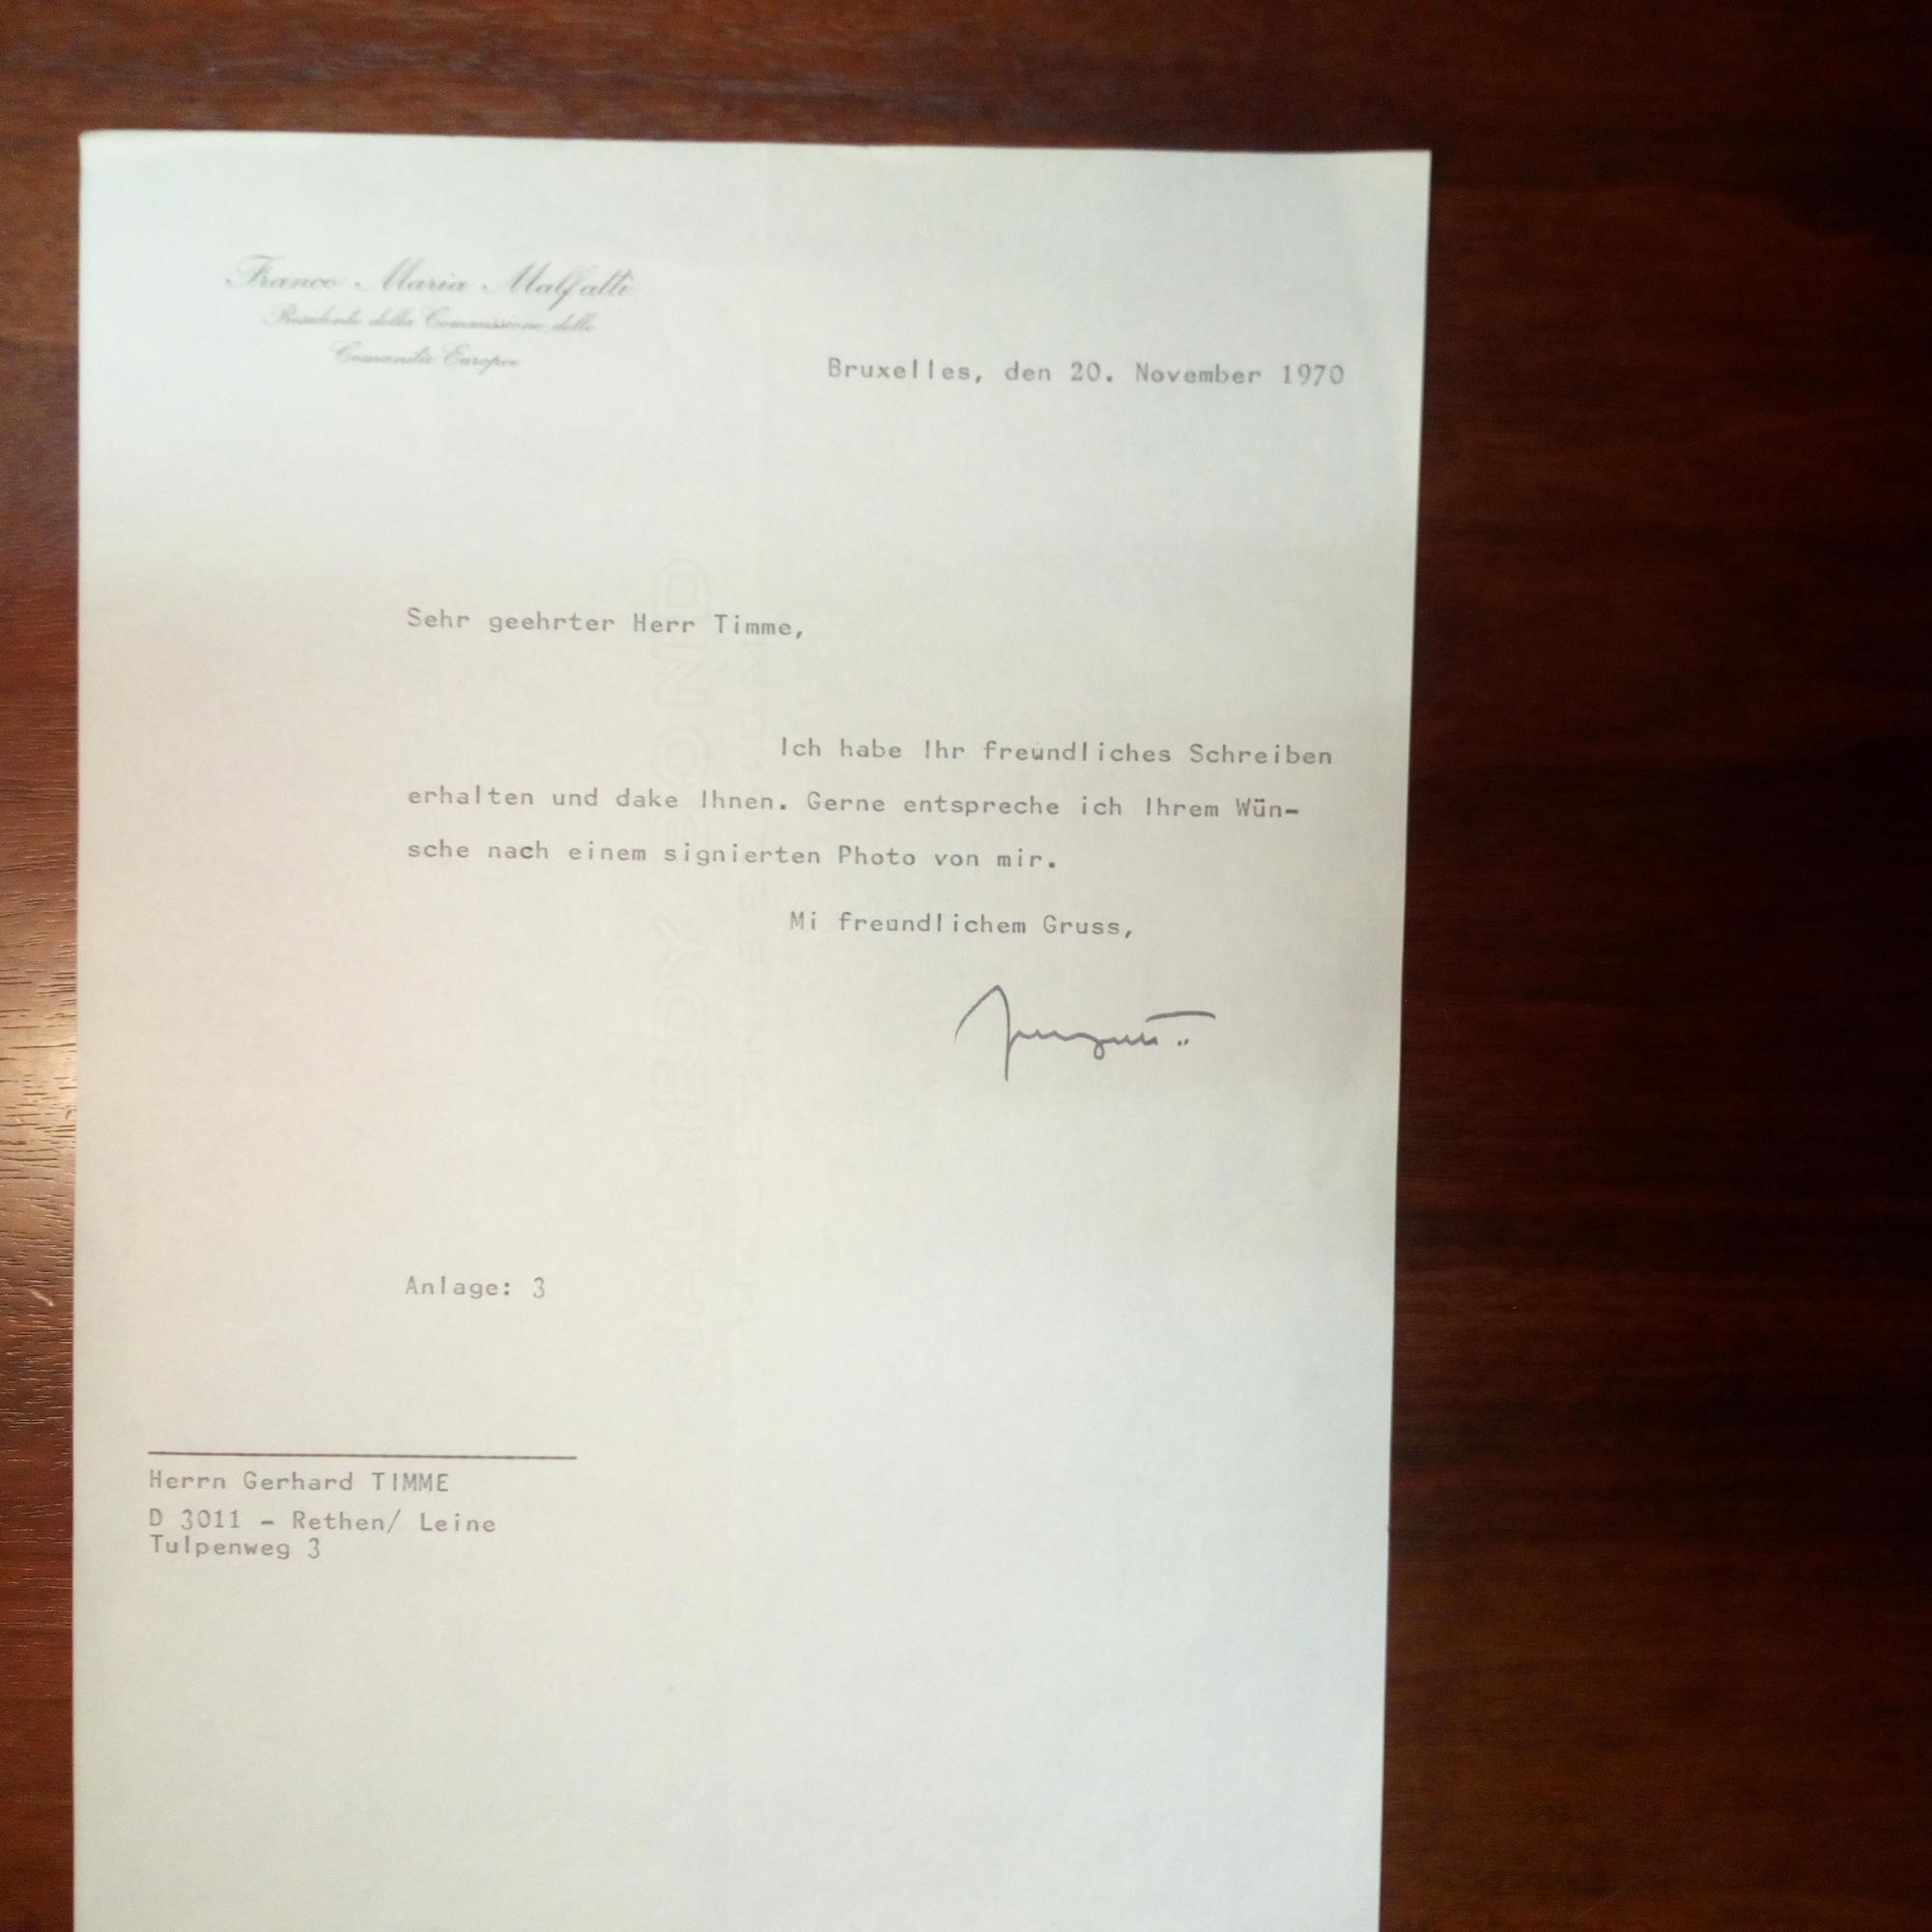 Franco Maria Malfatti
Presidente della Commissione delle
Comunità Europee
Bruxelles, den 20. November 1970
Sehr geehrter Herr Timme,
Ich habe Ihr freundliches Schreiben
erhalten und dake Ihnen. Gerne entspreche ich Ihrem Wün-
sche nach einem signierten Photo von mir.
Mi freundlichem Gruss,
Anlage: 3
Herrn Gerhard TIMME
D 3011 - Rethen/ Leine
Tulpenweg 3
MALMEDY BOND